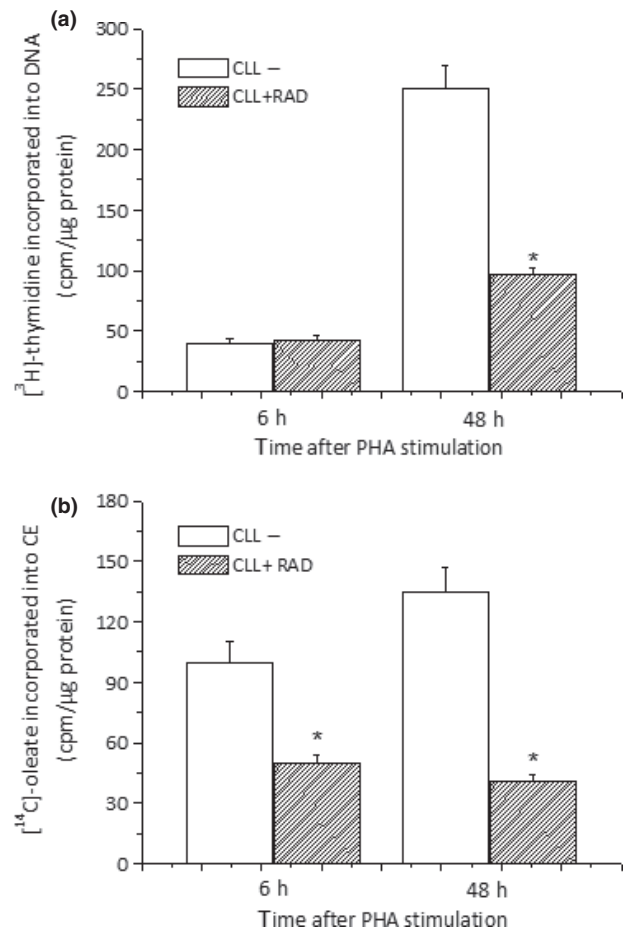 (a)
CLL –
CLL+RAD
[³H]-thymidine incorporated into DNA
(cpm/µg protein)
300
250
200
150
100
50
0
*
6 h
48 h
Time after PHA stimulation
(b)
CLL –
CLL+ RAD
[¹⁴C]-oleate incorporated into CE
(cpm/µg protein)
180
150
120
90
60
30
0
*
*
6 h
48 h
Time after PHA stimulation